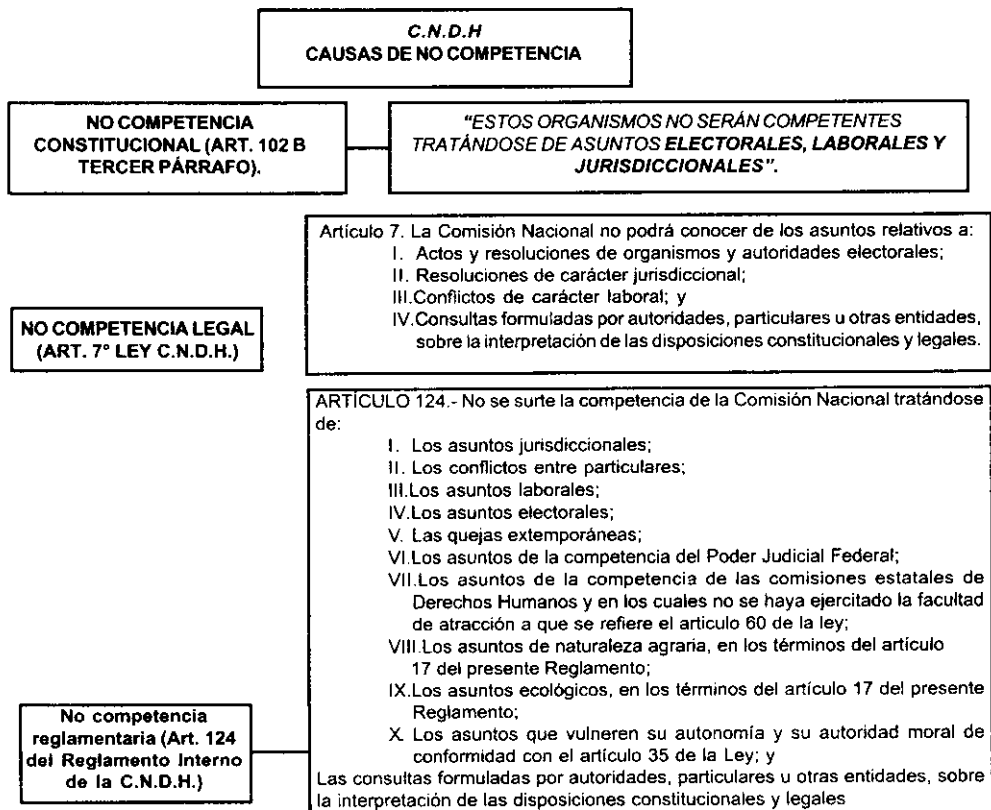 C.N.D.H
CAUSAS DE NO COMPETENCIA
NO COMPETENCIA
CONSTITUCIONAL (ART. 102 B
TERCER PÁRRAFO).
"ESTOS ORGANISMOS NO SERÁN COMPETENTES
TRATÁNDOSE DE ASUNTOS ELECTORALES, LABORALES Y
JURISDICCIONALES".
NO COMPETENCIA LEGAL
(ART. 7° LEY C.N.D.H.)
Artículo 7. La Comisión Nacional no podrá conocer de los asuntos relativos a:
I. Actos y resoluciones de organismos y autoridades electorales;
II. Resoluciones de carácter jurisdiccional;
III.Conflictos de carácter laboral; y
IV.Consultas formuladas por autoridades, particulares u otras entidades,
sobre la interpretación de las disposiciones constitucionales y legales.
No competencia
reglamentaria (Art. 124
del Reglamento Interno
de la C.N.D.H.)
ARTÍCULO 124.- No se surte la competencia de la Comisión Nacional tratándose
de:
I. Los asuntos jurisdiccionales;
II. Los conflictos entre particulares;
III.Los asuntos laborales;
IV.Los asuntos electorales;
V. Las quejas extemporáneas;
VI.Los asuntos de la competencia del Poder Judicial Federal;
VII.Los asuntos de la competencia de las comisiones estatales de
Derechos Humanos y en los cuales no se haya ejercitado la facultad
de atracción a que se refiere el articulo 60 de la ley;
VIII.Los asuntos de naturaleza agraria, en los términos del artículo
17 del presente Reglamento;
IX.Los asuntos ecológicos, en los términos del artículo 17 del presente
Reglamento;
X. Los asuntos que vulneren su autonomía y su autoridad moral de
conformidad con el artículo 35 de la Ley; y
Las consultas formuladas por autoridades, particulares u otras entidades, sobre
la interpretación de las disposiciones constitucionales y legales